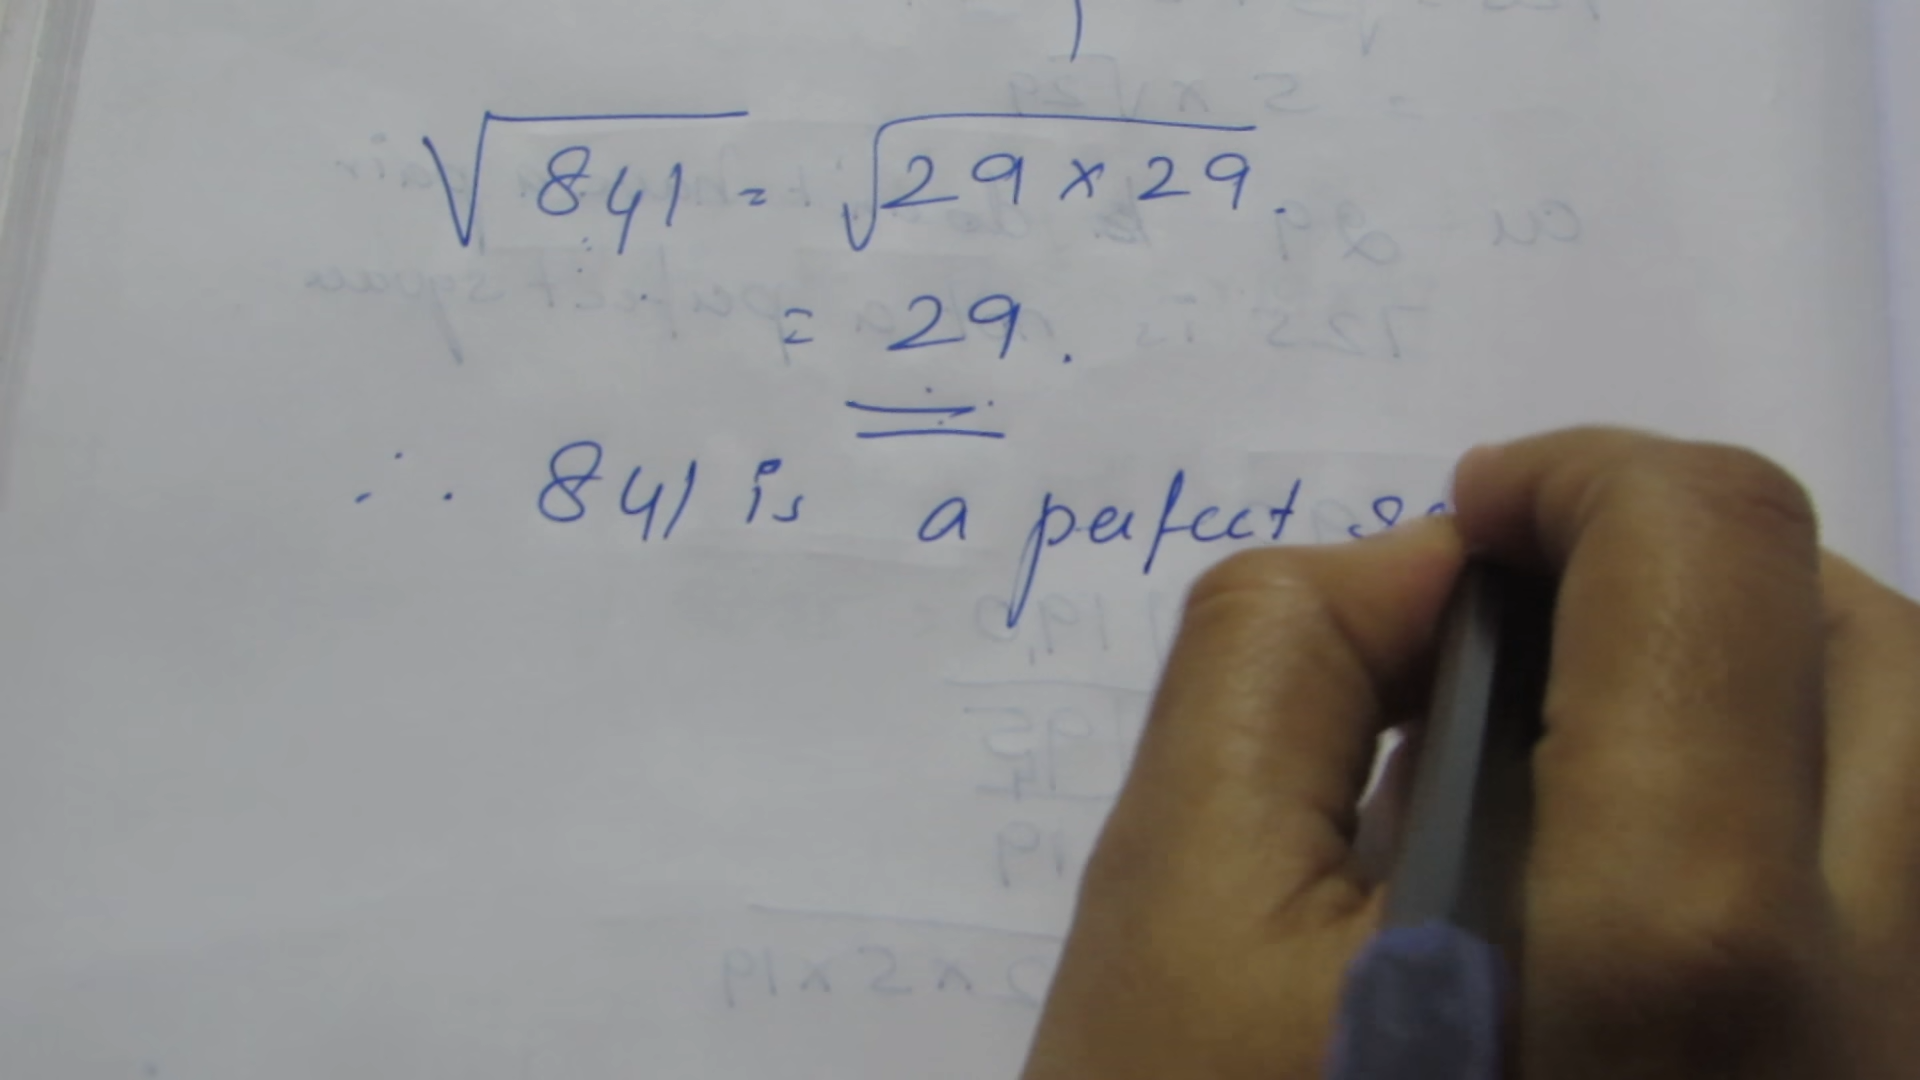 √841 = √29 × 29.
= 29.
∴ 841 is a perfect